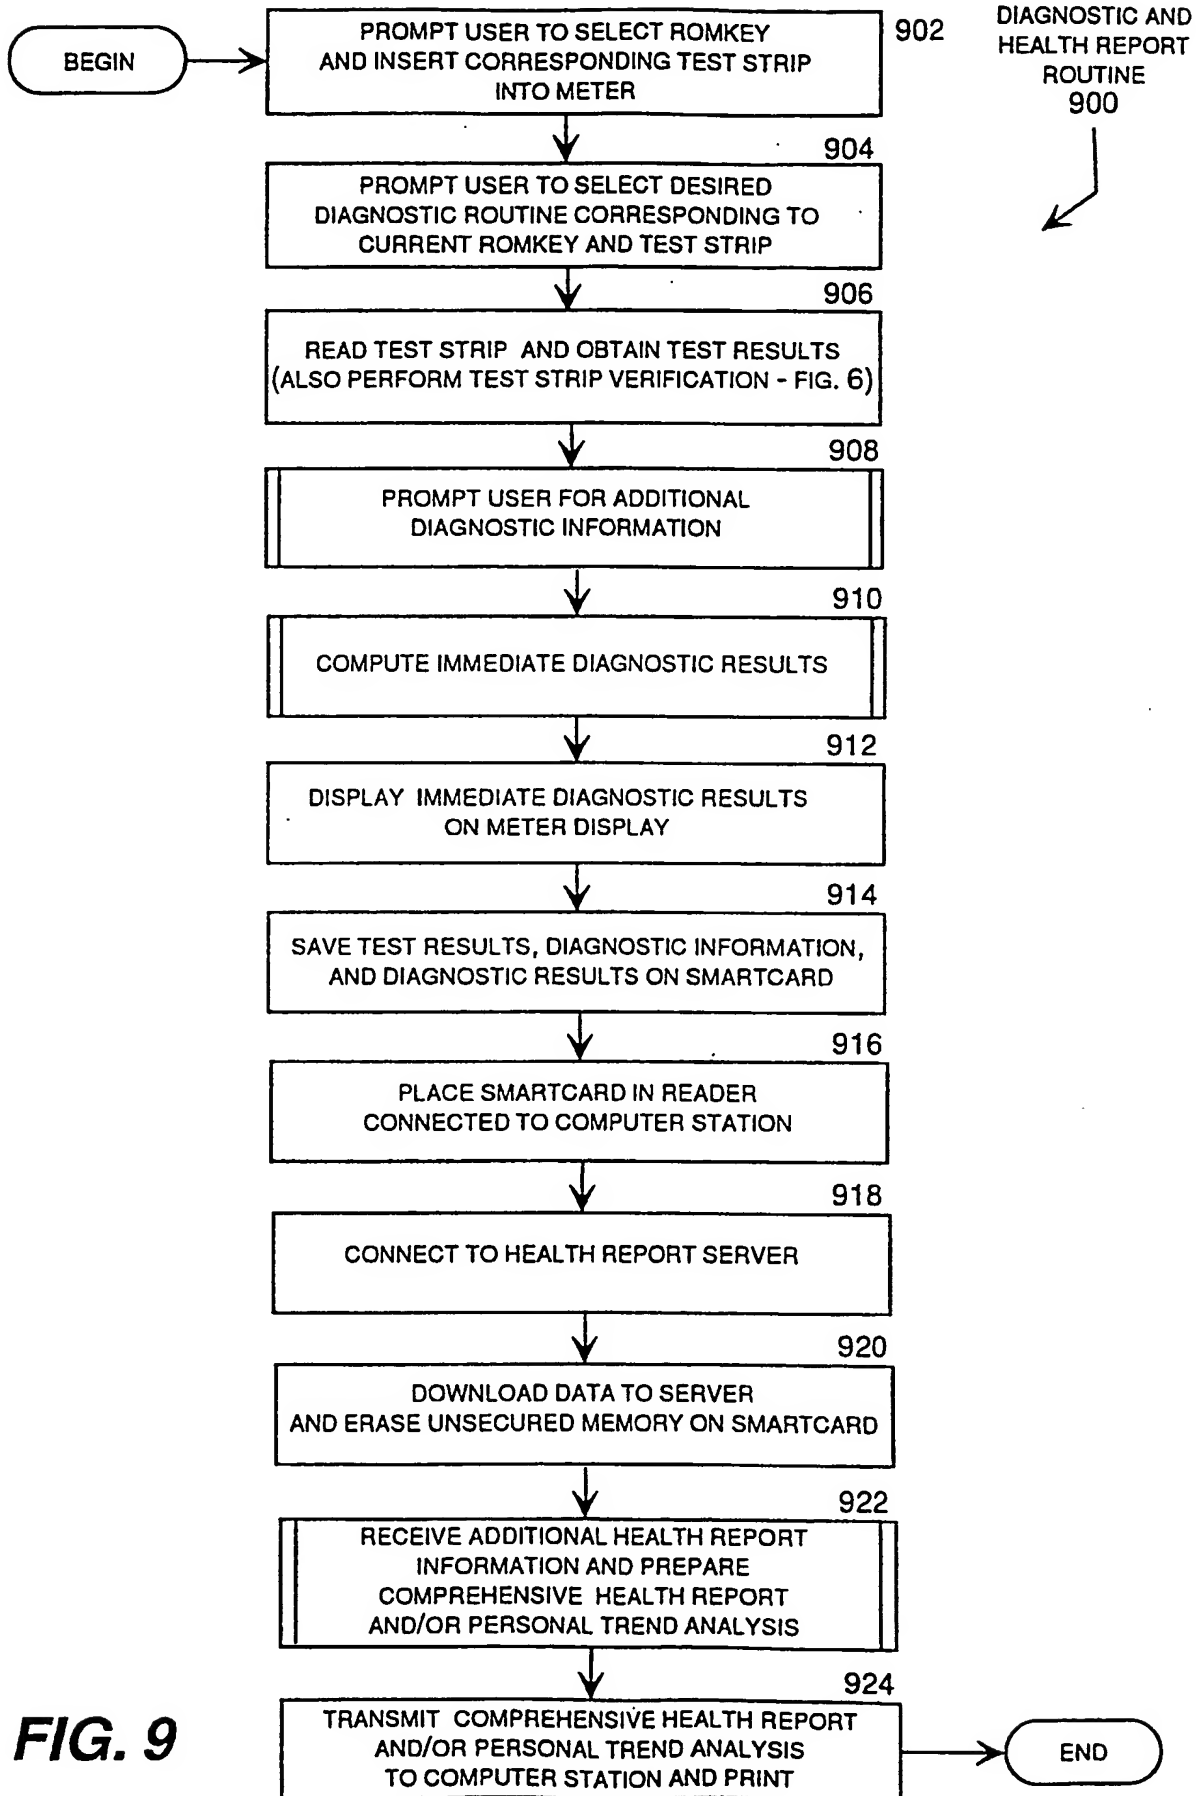 BEGIN
PROMPT USER TO SELECT ROMKEY
AND INSERT CORRESPONDING TEST STRIP
INTO METER
902
DIAGNOSTIC AND
HEALTH REPORT
ROUTINE
900
904
PROMPT USER TO SELECT DESIRED
DIAGNOSTIC ROUTINE CORRESPONDING TO
CURRENT ROMKEY AND TEST STRIP
906
READ TEST STRIP AND OBTAIN TEST RESULTS
(ALSO PERFORM TEST STRIP VERIFICATION - FIG. 6)
908
PROMPT USER FOR ADDITIONAL
DIAGNOSTIC INFORMATION
910
COMPUTE IMMEDIATE DIAGNOSTIC RESULTS
912
DISPLAY IMMEDIATE DIAGNOSTIC RESULTS
ON METER DISPLAY
914
SAVE TEST RESULTS, DIAGNOSTIC INFORMATION,
AND DIAGNOSTIC RESULTS ON SMARTCARD
916
PLACE SMARTCARD IN READER
CONNECTED TO COMPUTER STATION
918
CONNECT TO HEALTH REPORT SERVER
920
DOWNLOAD DATA TO SERVER
AND ERASE UNSECURED MEMORY ON SMARTCARD
922
RECEIVE ADDITIONAL HEALTH REPORT
INFORMATION AND PREPARE
COMPREHENSIVE HEALTH REPORT
AND/OR PERSONAL TREND ANALYSIS
924
TRANSMIT COMPREHENSIVE HEALTH REPORT
AND/OR PERSONAL TREND ANALYSIS
TO COMPUTER STATION AND PRINT
END
FIG. 9